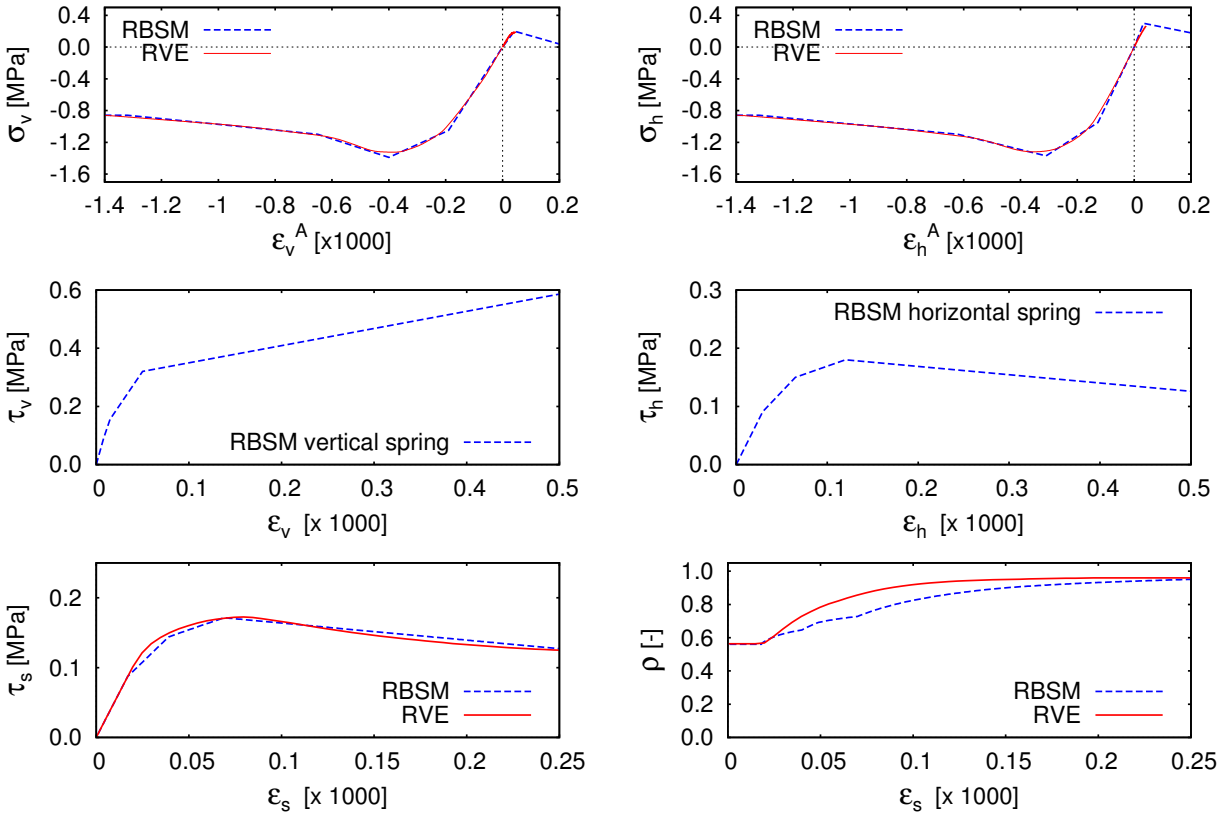 0.4
0.0
-0.4
-0.8
-1.2
-1.6
σv [MPa]
RBSM
RVE
-1.4 -1.2 -1 -0.8 -0.6 -0.4 -0.2 0 0.2
εv^A [x1000]
0.4
0.0
-0.4
-0.8
-1.2
-1.6
σh [MPa]
RBSM
RVE
-1.4 -1.2 -1 -0.8 -0.6 -0.4 -0.2 0 0.2
εh^A [x1000]
0.6
0.4
0.2
0.0
τv [MPa]
RBSM vertical spring
0 0.1 0.2 0.3 0.4 0.5
εv [x 1000]
0.3
0.2
0.1
0.0
τh [MPa]
RBSM horizontal spring
0 0.1 0.2 0.3 0.4 0.5
εh [x 1000]
0.2
0.1
0.0
τs [MPa]
RBSM
RVE
0 0.05 0.1 0.15 0.2 0.25
εs [x 1000]
1.0
0.8
0.6
0.4
0.2
0.0
ρ [-]
RBSM
RVE
0 0.05 0.1 0.15 0.2 0.25
εs [x 1000]